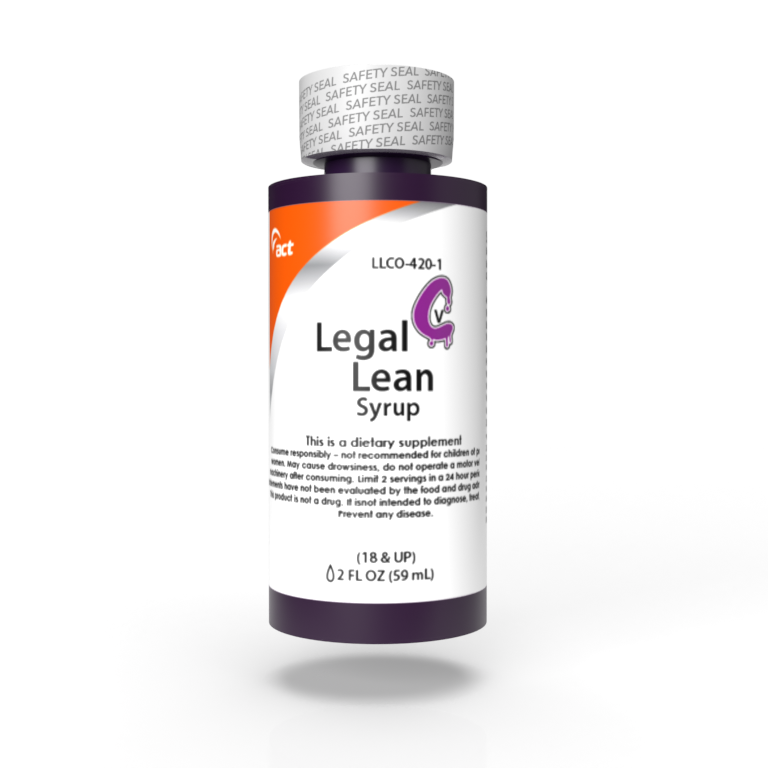 SAFETY SEAL SAFETY SEAL
SAFETY SEAL SAFETY SEAL
SAFETY SEAL SAFETY SEAL
SAFETY SEAL SAFETY SEAL
SAFETY SEAL SAFETY SEAL
SAFETY SEAL SAFETY SEAL
act
LLCO-420-1
V
Legal
Lean
Syrup
This is a dietary supplement
Consume responsibly – not recommended for children of
women. May cause drowsiness, do not operate a motor
after consuming. Limit 2 servings in a 24 hour
have not been evaluated by the food and drug
product is not a drug. It isnot intended to diagnose, treat
Prevent any disease.
(18 & UP)
2 FL OZ (59 mL)